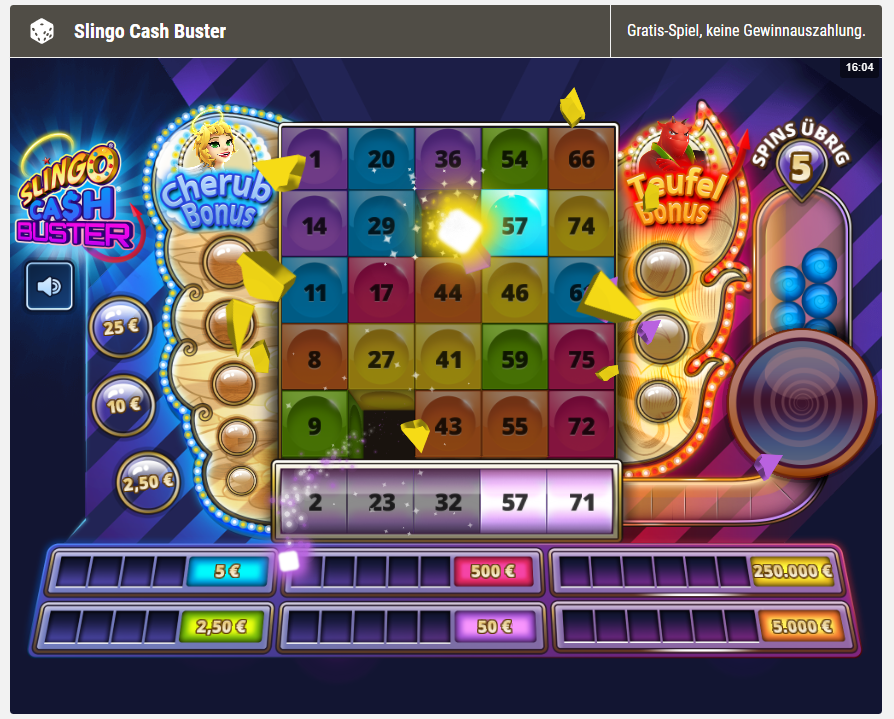 Slingo Cash Buster
Gratis-Spiel, keine Gewinnauszahlung.
16:04
SLINGO
CA$H
BUSTER
Cherub
Bonus
Teufel
bonus
SPINS ÜBRIG
5
1 20 36 54 66
14 29 57 74
11 17 44 46
8 27 41 59 75
9 43 55 72
2 23 32 57 71
25 €
10 €
2,50 €
5 € 500 € 250.000 €
2,50 € 50 € 5.000 €